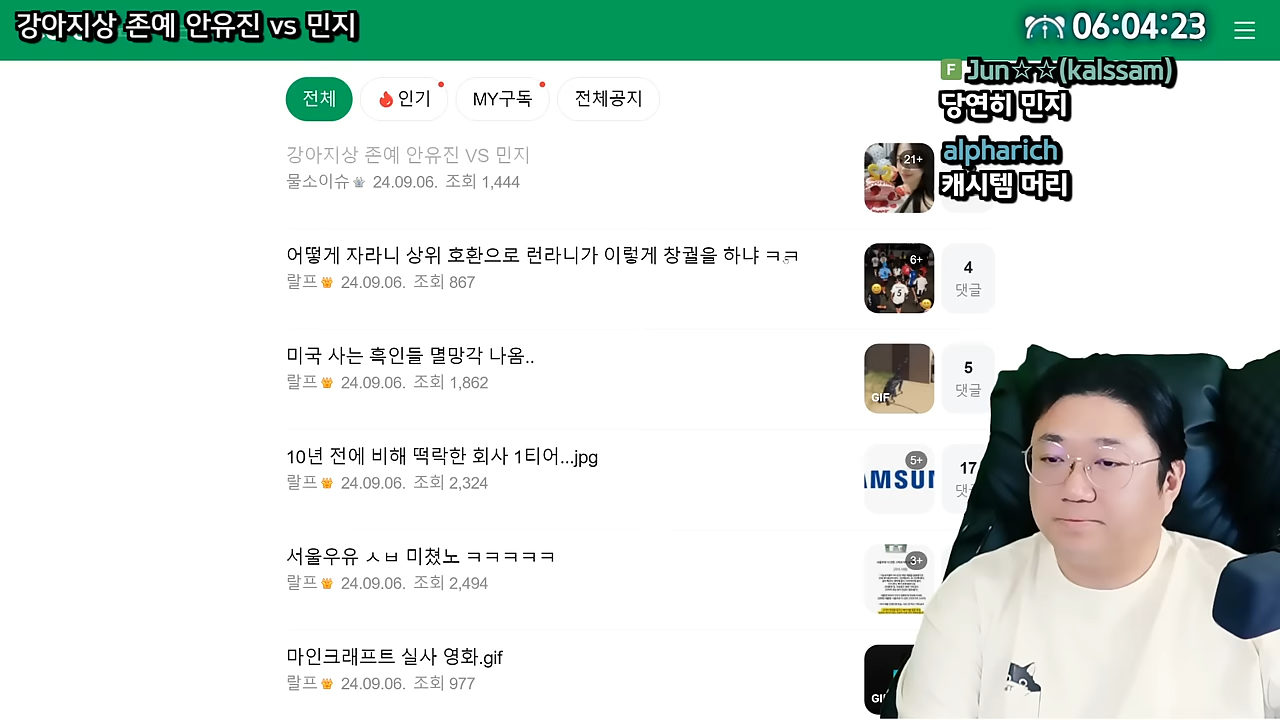 강아지상 존예 안유진 vs 민지
06:04:23
전체
인기
MY구독
전체공지
F Jun☆☆(kalssam)
당연히 민지
alpharich
캐시템 머리
강아지상 존예 안유진 VS 민지
물소이슈 24.09.06. 조회 1,444
21+
어떻게 자라니 상위 호환으로 런라니가 이렇게 창궐을 하냐 ㅋㅋ
랄프 24.09.06. 조회 867
6+
5
4
댓글
미국 사는 흑인들 멸망각 나옴..
랄프 24.09.06. 조회 1,862
GIF
5
댓글
10년 전에 비해 떡락한 회사 1티어...jpg
랄프 24.09.06. 조회 2,324
5+
AMSUN
17
서울우유 ㅅㅂ 미쳤노 ㅋㅋㅋㅋㅋ
랄프 24.09.06. 조회 2,494
3+
마인크래프트 실사 영화.gif
랄프 24.09.06. 조회 977